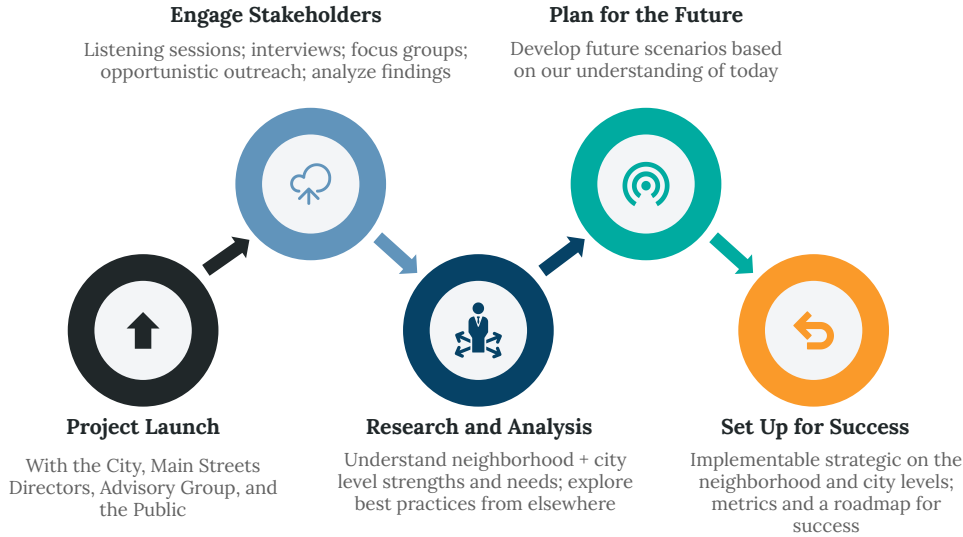 Engage Stakeholders
Listening sessions; interviews; focus groups;
opportunistic outreach; analyze findings
Plan for the Future
Develop future scenarios based
on our understanding of today
Project Launch
With the City, Main Streets
Directors, Advisory Group, and
the Public
Research and Analysis
Understand neighborhood + city
level strengths and needs; explore
best practices from elsewhere
Set Up for Success
Implementable strategic on the
neighborhood and city levels;
metrics and a roadmap for
success